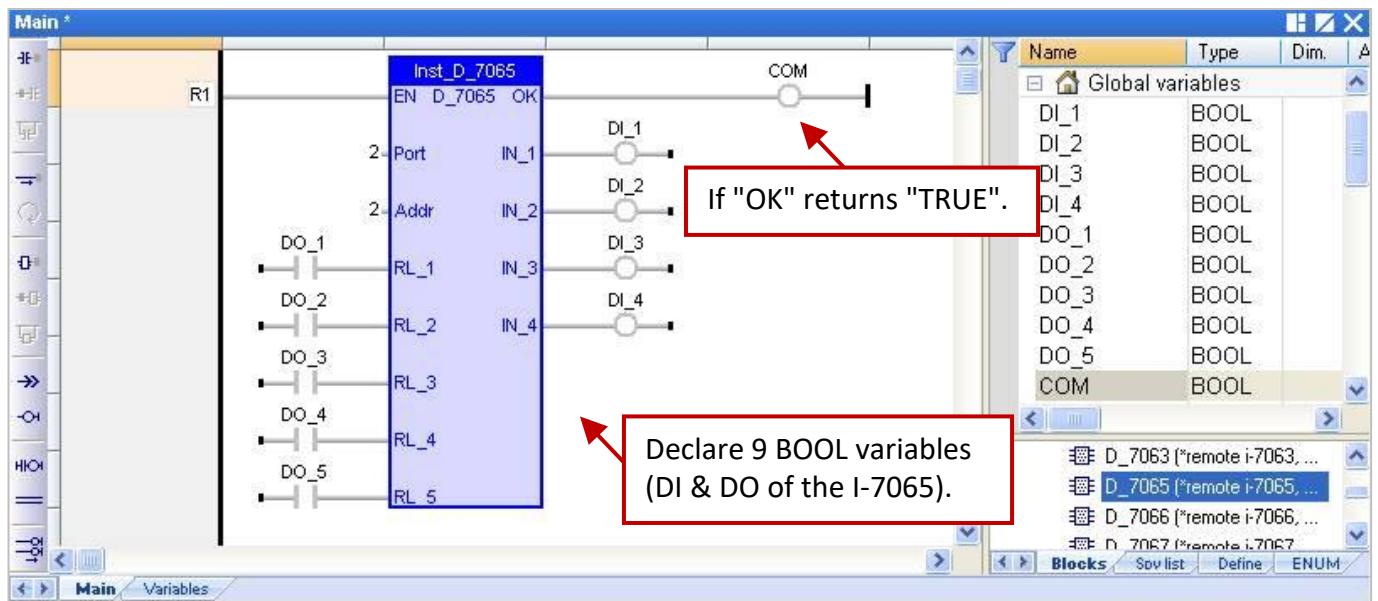 Main *
Name Type Dim. A
Inst_D_7065
COM
Global variables
R1
EN D_7065 OK
DI_1 BOOL
DI_1
DI_2 BOOL
2 Port IN_1
DI_3 BOOL
If "OK" returns "TRUE".
DI_2
2 Addr IN_2
DI_4 BOOL
DO_1
DI_3
DO_1 BOOL
RL_1 IN_3
DO_2 BOOL
DO_2
DI_4
DO_3 BOOL
RL_2 IN_4
DO_4 BOOL
DO_3
DO_5 BOOL
RL_3
COM BOOL
DO_4
RL_4
Declare 9 BOOL variables
(DI & DO of the I-7065).
D_7063 (*remote i-7063, ...
DO_5
D_7065 (*remote i-7065, ...
RL_5
D_7066 (*remote i-7066, ...
D_7067 (*remote i-7067
Blocks Spy list Define ENUM
Main Variables